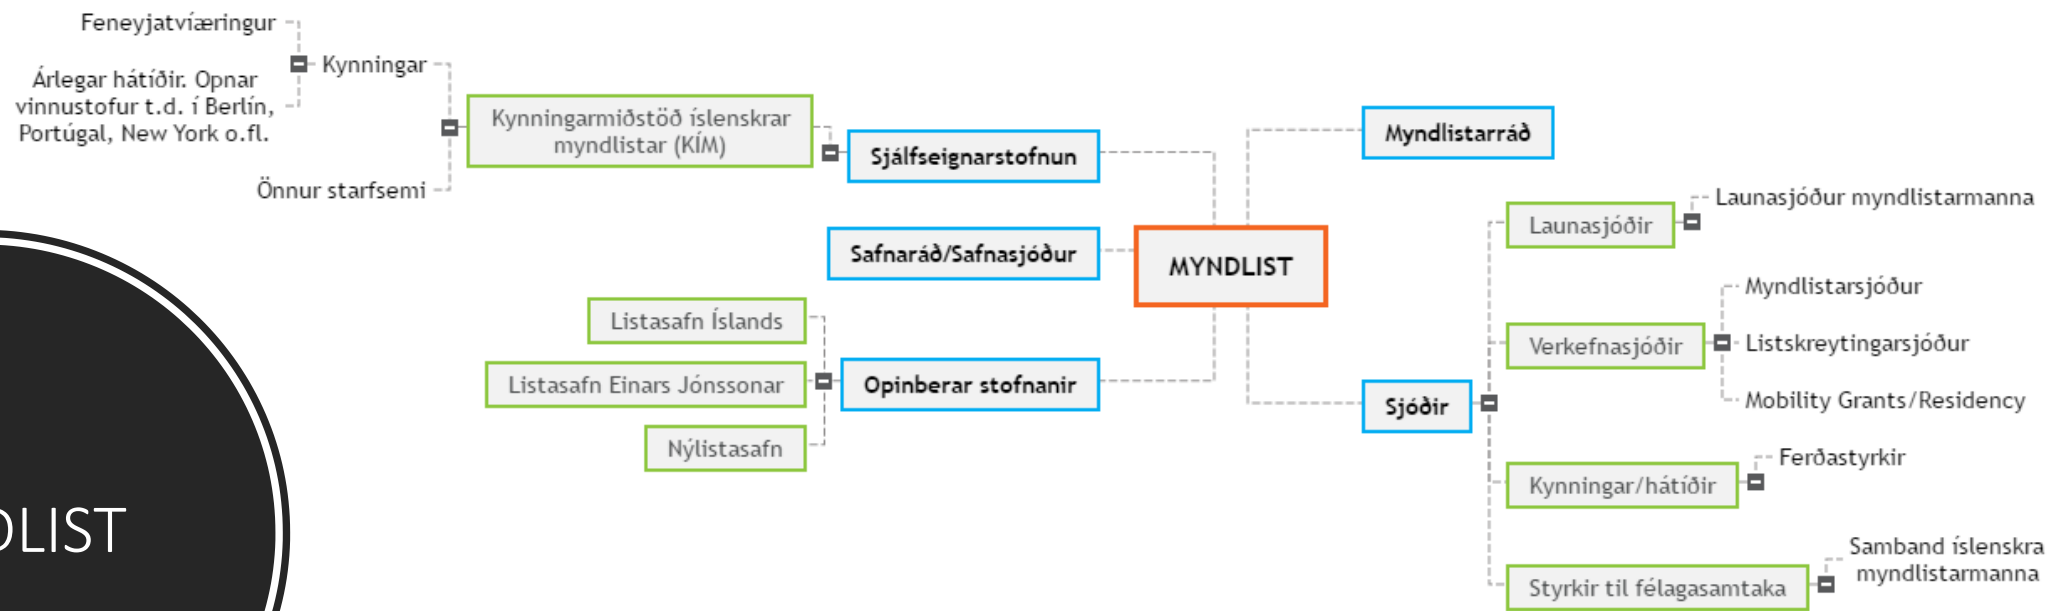 Feneyjatvíæringur
Árlegar hátíðir. Opnar
vinnustofur t.d. í Berlín,
Portúgal, New York o.fl.
Kynningar
Önnur starfsemi
Kynningarmiðstöð íslenskrar
myndlistar (KÍM)
Sjálfseignarstofnun
Safnaráð/Safnasjóður
Listasafn Íslands
Listasafn Einars Jónssonar
Nýlistasafn
Opinberar stofnanir
MYNDLIST
Myndlistarráð
Sjóðir
Launasjóðir
Launasjóður myndlistarmanna
Verkefnasjóðir
Myndlistarsjóður
Listskreytingarsjóður
Mobility Grants/Residency
Kynningar/hátíðir
Ferðastyrkir
Styrkir til félagasamtaka
Samband íslenskra
myndlistarmanna
DLIST